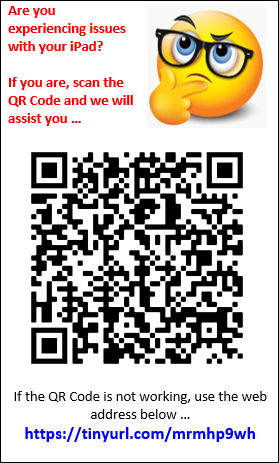 Are you
experiencing issues
with your iPad?
If you are, scan the
QR Code and we will
assist you ...
If the QR Code is not working, use the web
address below ...
https://tinyurl.com/mrmhp9wh